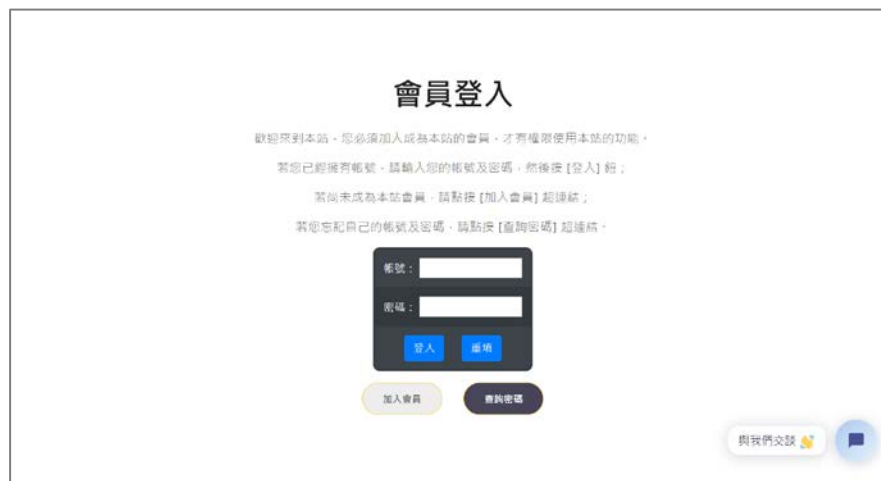 會員登入
歡迎來到本站，您必須加入成為本站的會員，才有權限使用本站的功能。
若您已經擁有帳號，請輸入您的帳號及密碼，然後按 [登入] 鈕；
若尚未成為本站會員，請點按 [加入會員] 超連結；
若您忘記自己的帳號及密碼，請點按 [查詢密碼] 超連結。
帳號：
密碼：
登入 重填
加入會員 查詢密碼
與我們交談 👋